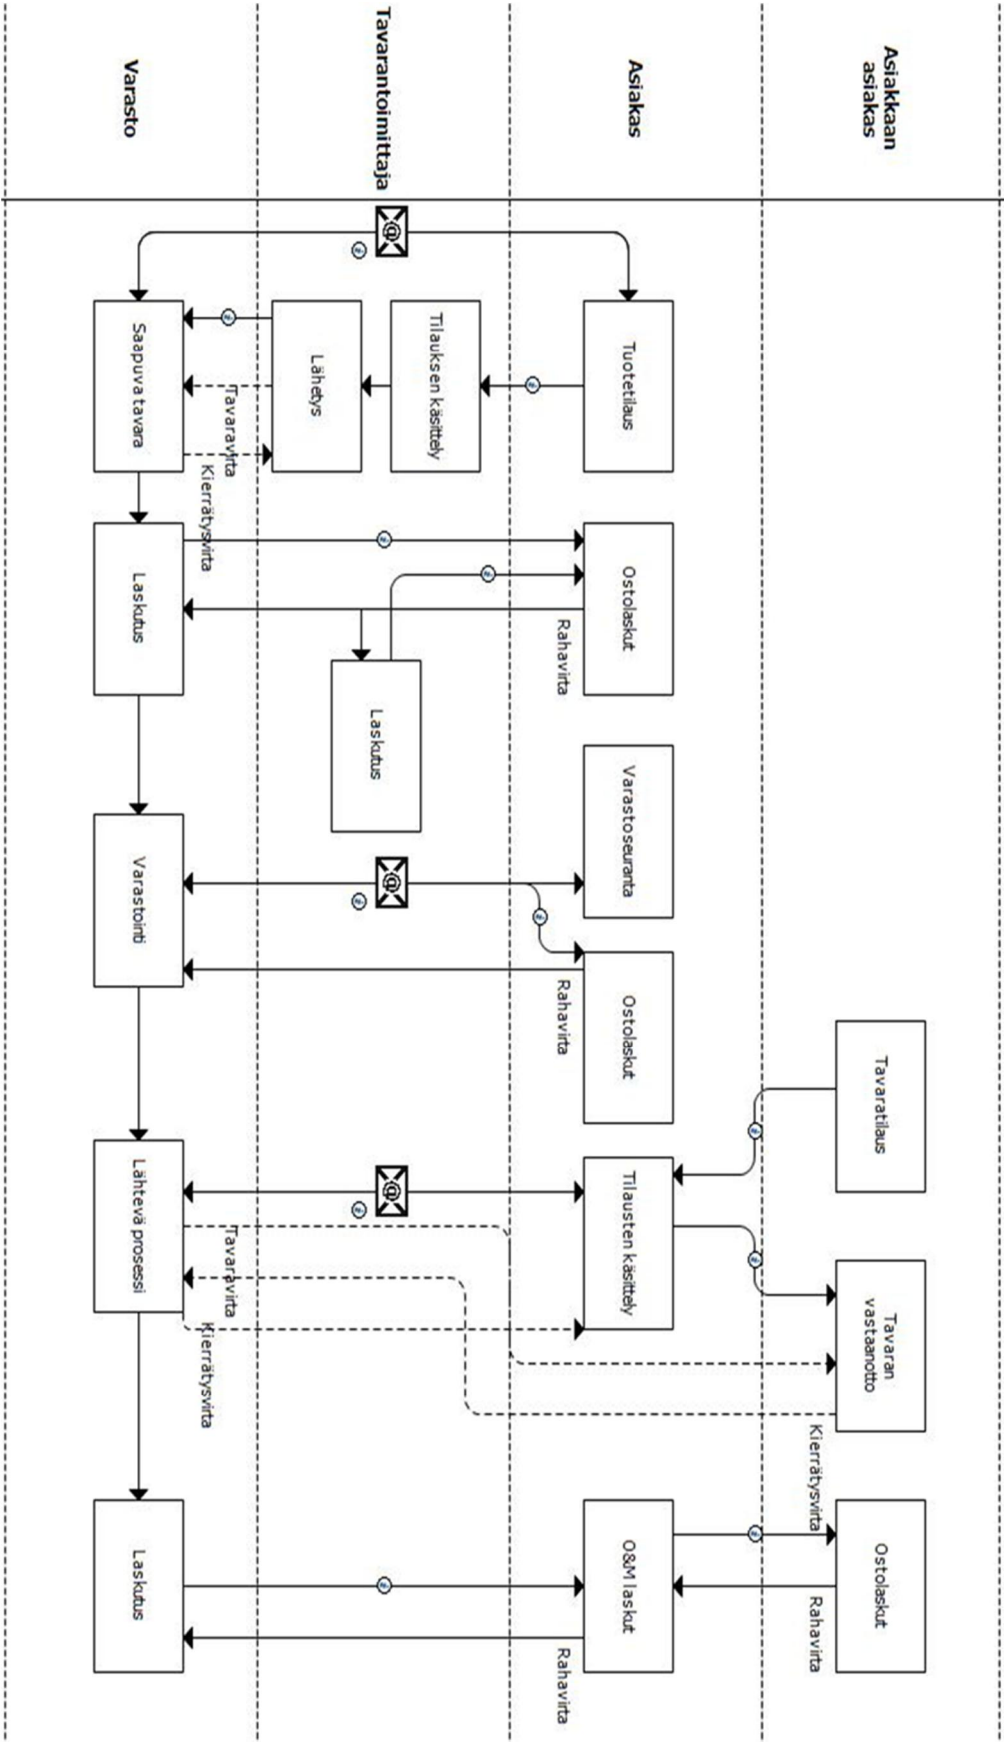 Asiakkaan
asiakas
Tavaratilaus
Tavaran
vastaanotto
Kierrätysvirta
Ostolaskut
Rahavirta
Asiakas
Tuotetilaus
Ostolaskut
Rahavirta
Varastoseuranta
Ostolaskut
Rahavirta
Tilausten käsittely
O&M laskut
Rahavirta
Tavarantoimittaja
@
Tilauksen käsittely
Lähetys
Laskutus
@
@
Tavaravirta
Kierrätysvirta
Tavaravirta
Kierrätysvirta
Varasto
Saapuva tavara
Laskutus
Varastointi
Lähtevä prosessi
Laskutus